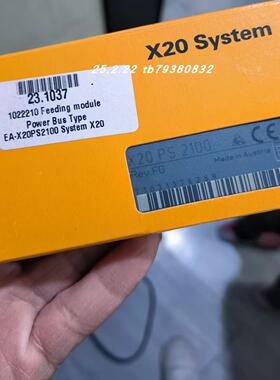 X20 System
25.2.22 tb79380832
23.1037
1022210 Feeding module
Power Bus Type
EA-X20PS2100 System X20
X20 PS 2100
Made in Austria
Rev.F0